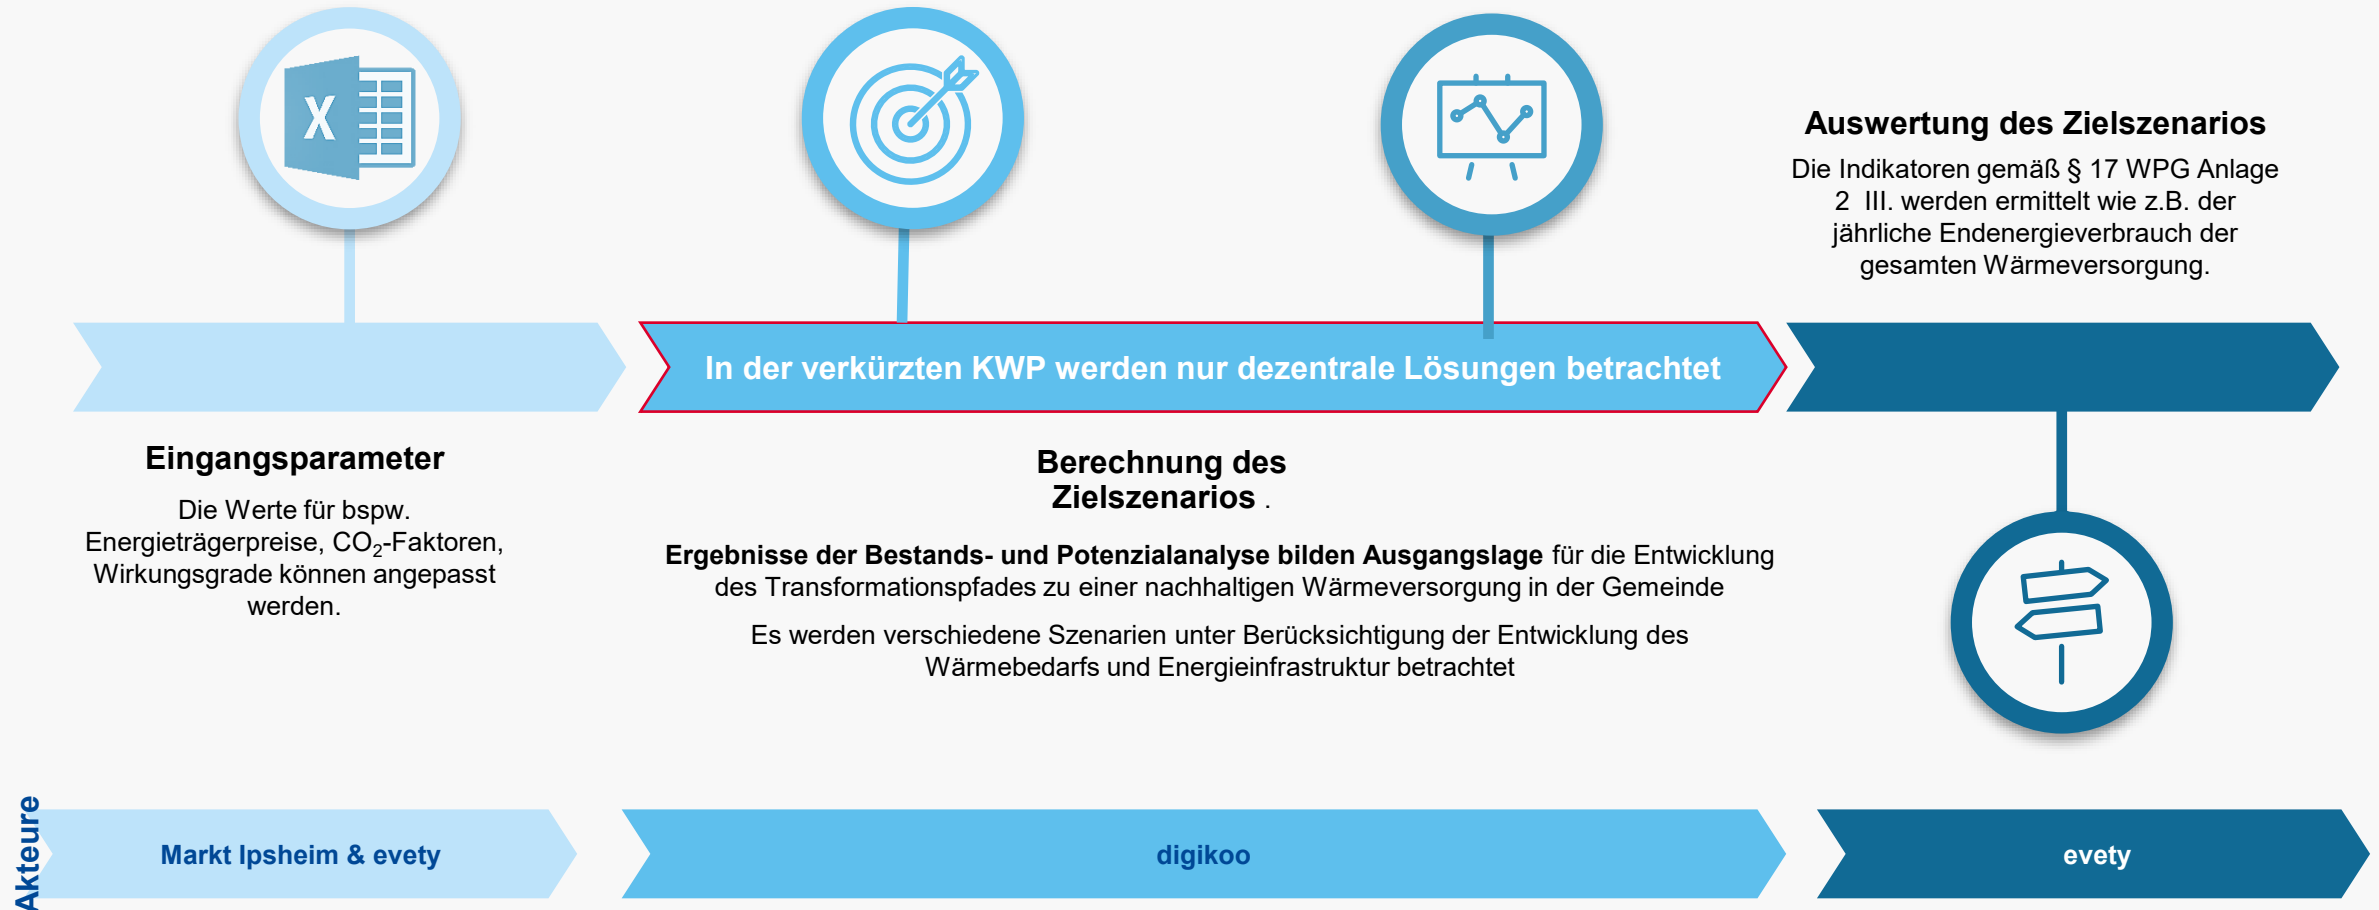 X
Auswertung des Zielszenarios
Die Indikatoren gemäß § 17 WPG Anlage
2 III. werden ermittelt wie z.B. der
jährliche Endenergieverbrauch der
gesamten Wärmeversorgung.
In der verkürzten KWP werden nur dezentrale Lösungen betrachtet
Eingangsparameter
Die Werte für bspw.
Energieträgerpreise, CO₂-Faktoren,
Wirkungsgrade können angepasst
werden.
Berechnung des
Zielszenarios .
Ergebnisse der Bestands- und Potenzialanalyse bilden Ausgangslage für die Entwicklung
des Transformationspfades zu einer nachhaltigen Wärmeversorgung in der Gemeinde
Es werden verschiedene Szenarien unter Berücksichtigung der Entwicklung des
Wärmebedarfs und Energieinfrastruktur betrachtet
Akteure
Markt Ipsheim & evety
digikoo
evety